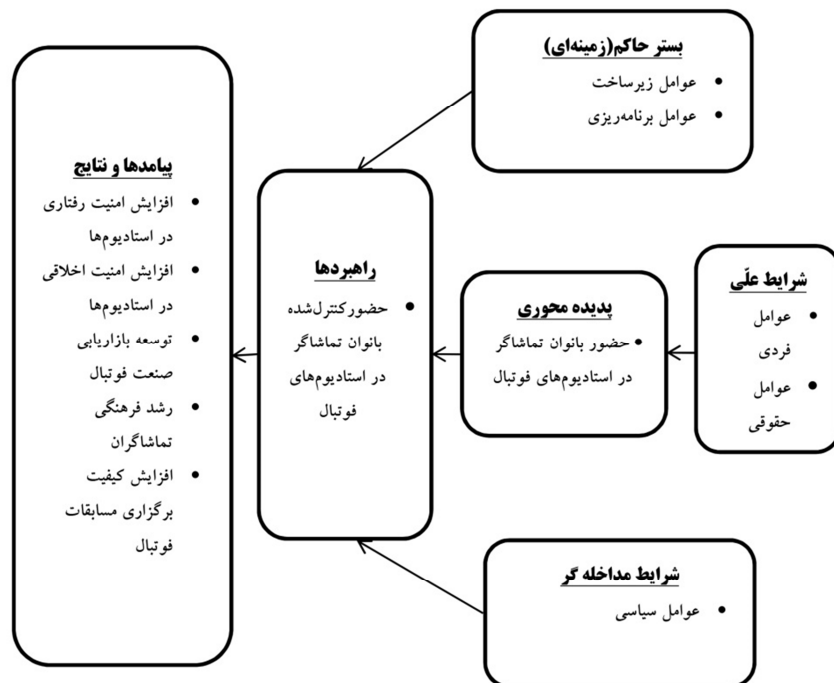 بستر حاکم(زمینه‌ای)
• عوامل زیرساخت
• عوامل برنامه‌ریزی
شرایط علّی
• عوامل
فردی
• عوامل
حقوقی
پدیده محوری
• حضور بانوان تماشاگر
در استادیوم‌های فوتبال
شرایط مداخله گر
• عوامل سیاسی
راهبردها
• حضورکنترل‌شده
بانوان تماشاگر
در استادیوم‌های
فوتبال
پیامدها و نتایج
• افزایش امنیت رفتاری
در استادیوم‌ها
• افزایش امنیت اخلاقی
در استادیوم‌ها
• توسعه بازاریابی
صنعت فوتبال
• رشد فرهنگی
تماشاگران
• افزایش کیفیت
برگزاری مسابقات
فوتبال